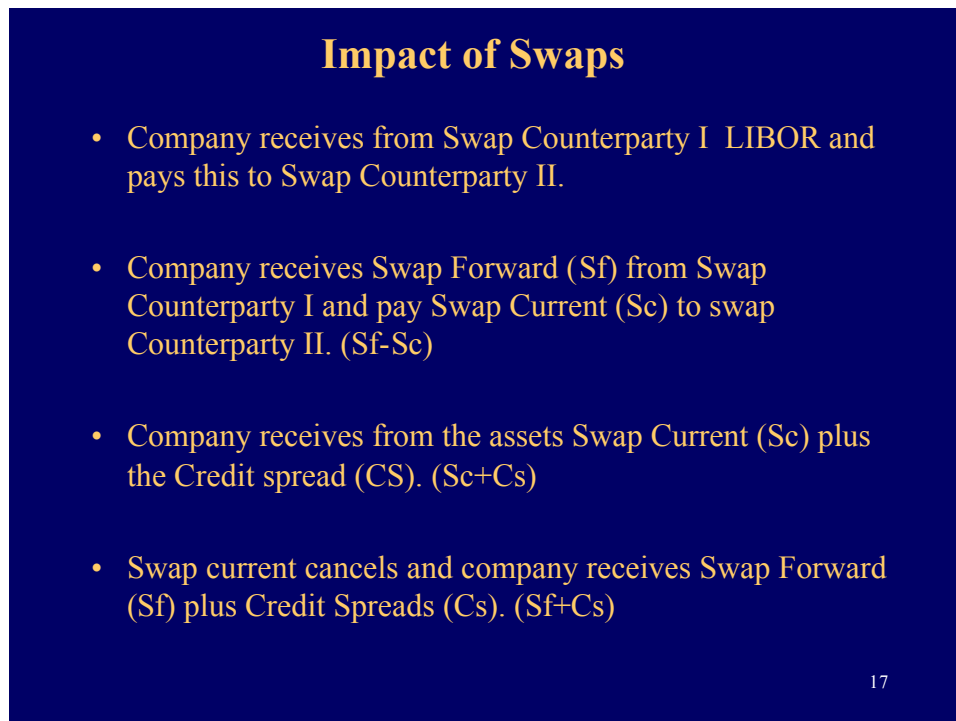 Impact of Swaps
• Company receives from Swap Counterparty I  LIBOR and
pays this to Swap Counterparty II.
• Company receives Swap Forward (Sf) from Swap
Counterparty I and pay Swap Current (Sc) to swap
Counterparty II. (Sf-Sc)
• Company receives from the assets Swap Current (Sc) plus
the Credit spread (CS). (Sc+Cs)
• Swap current cancels and company receives Swap Forward
(Sf) plus Credit Spreads (Cs). (Sf+Cs)
17